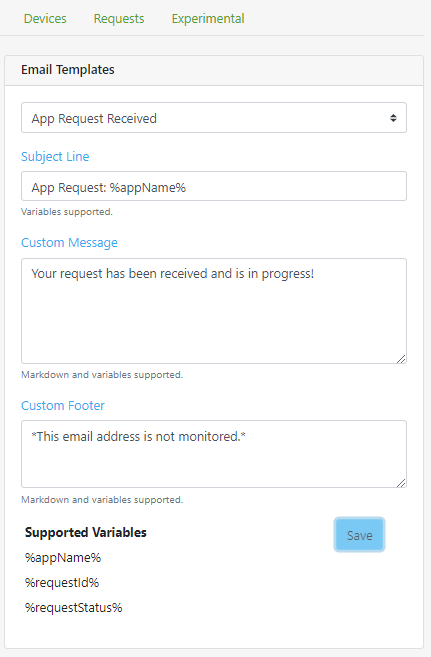 Devices Requests Experimental
Email Templates
App Request Received
Subject Line
App Request: %appName%
Variables supported.
Custom Message
Your request has been received and is in progress!
Markdown and variables supported.
Custom Footer
*This email address is not monitored.*
Markdown and variables supported.
Supported Variables
Save
%appName%
%requestId%
%requestStatus%